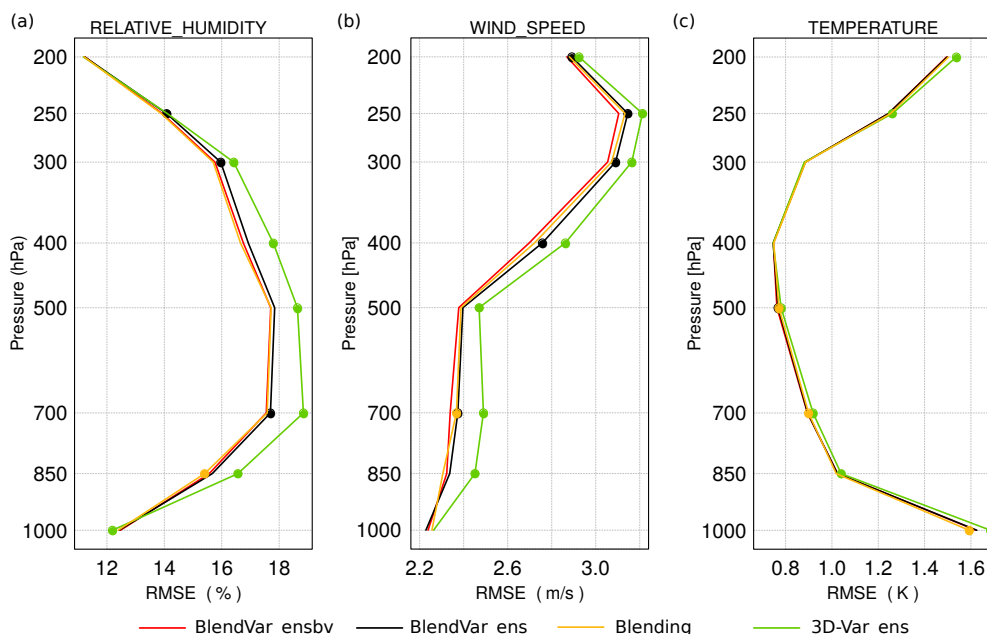 (a) RELATIVE_HUMIDITY
(b) WIND_SPEED
(c) TEMPERATURE
Pressure (hPa)
200
250
300
400
500
700
850
1000
12 14 16 18
RMSE ( % )
Pressure [hPa]
200
250
300
400
500
700
850
1000
2.2 2.6 3.0
RMSE ( m/s )
Pressure [hPa]
200
250
300
400
500
700
850
1000
0.8 1.0 1.2 1.4 1.6
RMSE ( K )
BlendVar_ensbv BlendVar_ens Blending 3D-Var_ens